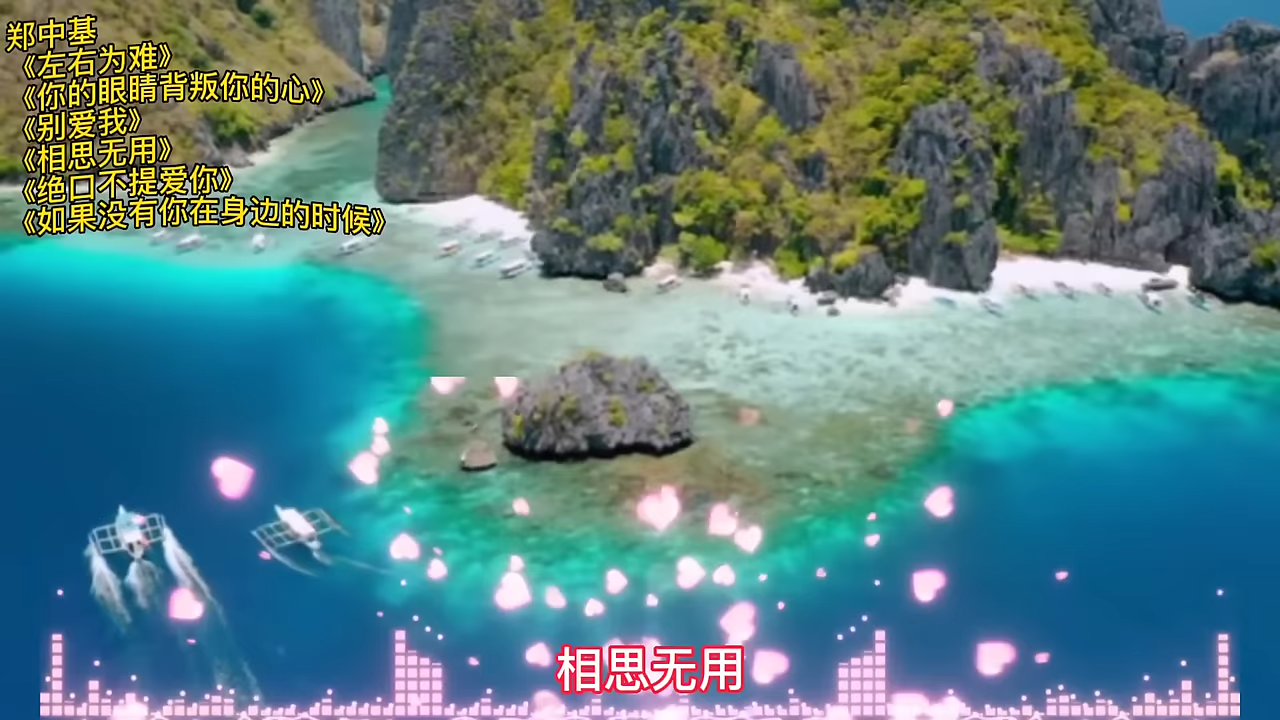 郑中基
《左右为难》
《你的眼睛背叛你的心》
《别爱我》
《相思无用》
《绝口不提爱你》
《如果没有你在身边的时候》
相思无用